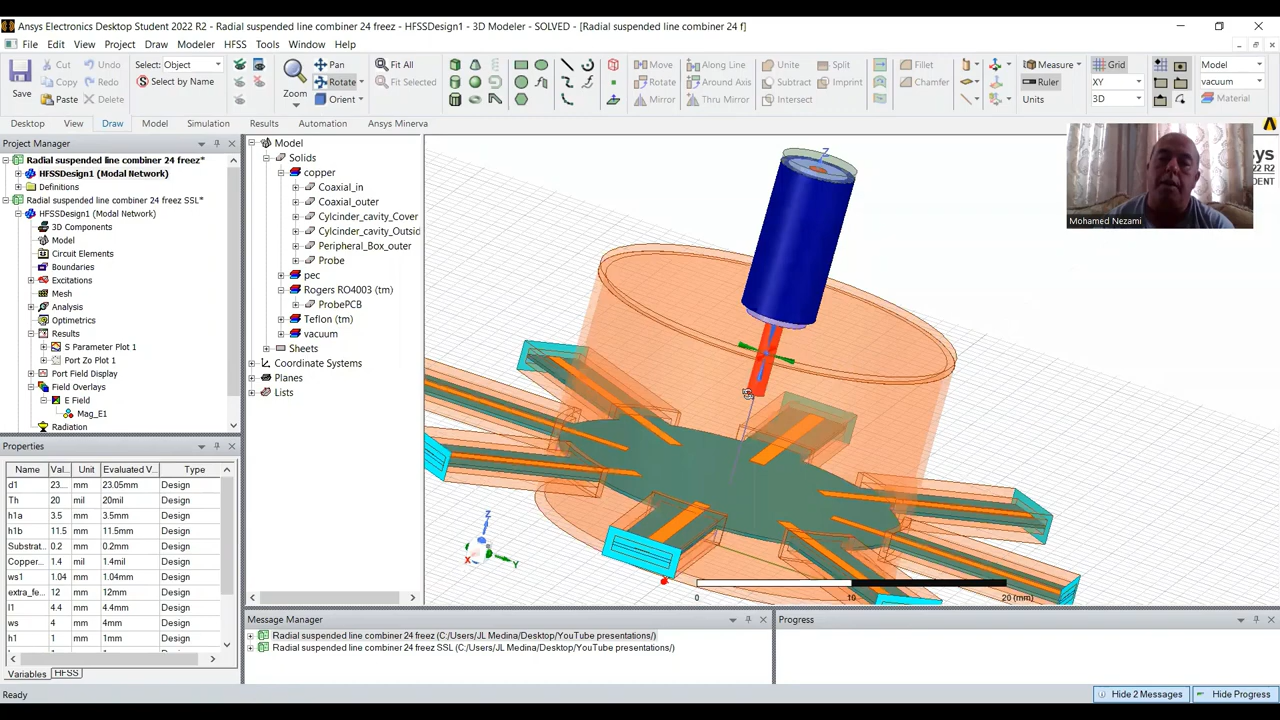 Ansys Electronics Desktop Student 2022 R2 - Radial suspended line combiner 24 freez - HFSSDesign1 - 3D Modeler - SOLVED - [Radial suspended line combiner 24 f]
File Edit View Project Draw Modeler HFSS Tools Window Help
Save
Cut
Copy
Paste
Undo
Redo
Delete
Select: Object
Select by Name
Zoom
Pan
Rotate
Orient
Fit All
Fit Selected
Move
Rotate
Mirror
Along Line
Around Axis
Thru Mirror
Unite
Subtract
Intersect
Split
Imprint
Fillet
Chamfer
Measure
Ruler
Units
Grid
XY
3D
Model
vacuum
Material
Desktop View Draw Model Simulation Results Automation Ansys Minerva
Project Manager
Radial suspended line combiner 24 freez*
HFSSDesign1 (Modal Network)
Definitions
Radial suspended line combiner 24 freez SSL*
HFSSDesign1 (Modal Network)
3D Components
Model
Circuit Elements
Boundaries
Excitations
Mesh
Analysis
Optimetrics
Results
S Parameter Plot 1
Port Zo Plot 1
Port Field Display
Field Overlays
E Field
Mag_E1
Radiation
Properties
Name Val... Unit Evaluated V... Type
d1 23... mm 23.05mm Design
Th 20 mil 20mil Design
h1a 3.5 mm 3.5mm Design
h1b 11.5 mm 11.5mm Design
Substrat... 0.2 mm 0.2mm Design
Copper... 1.4 mil 1.4mil Design
ws1 1.04 mm 1.04mm Design
extra_fe... 12 mm 12mm Design
l1 4.4 mm 4.4mm Design
ws 4 mm 4mm Design
h1 1 mm 1mm Design
Variables HFSS
Model
Solids
copper
Coaxial_in
Coaxial_outer
Cylcinder_cavity_Cover
Cylcinder_cavity_Outsid
Peripheral_Box_outer
Probe
pec
Rogers RO4003 (tm)
ProbePCB
Teflon (tm)
vacuum
Sheets
Coordinate Systems
Planes
Lists
Z
Z
X
Y
0 10 20 (mm)
Mohamed Nezami
Message Manager
Radial suspended line combiner 24 freez (C:/Users/JL Medina/Desktop/YouTube presentations/)
Radial suspended line combiner 24 freez SSL (C:/Users/JL Medina/Desktop/YouTube presentations/)
Progress
Ready
Hide 2 Messages
Hide Progress